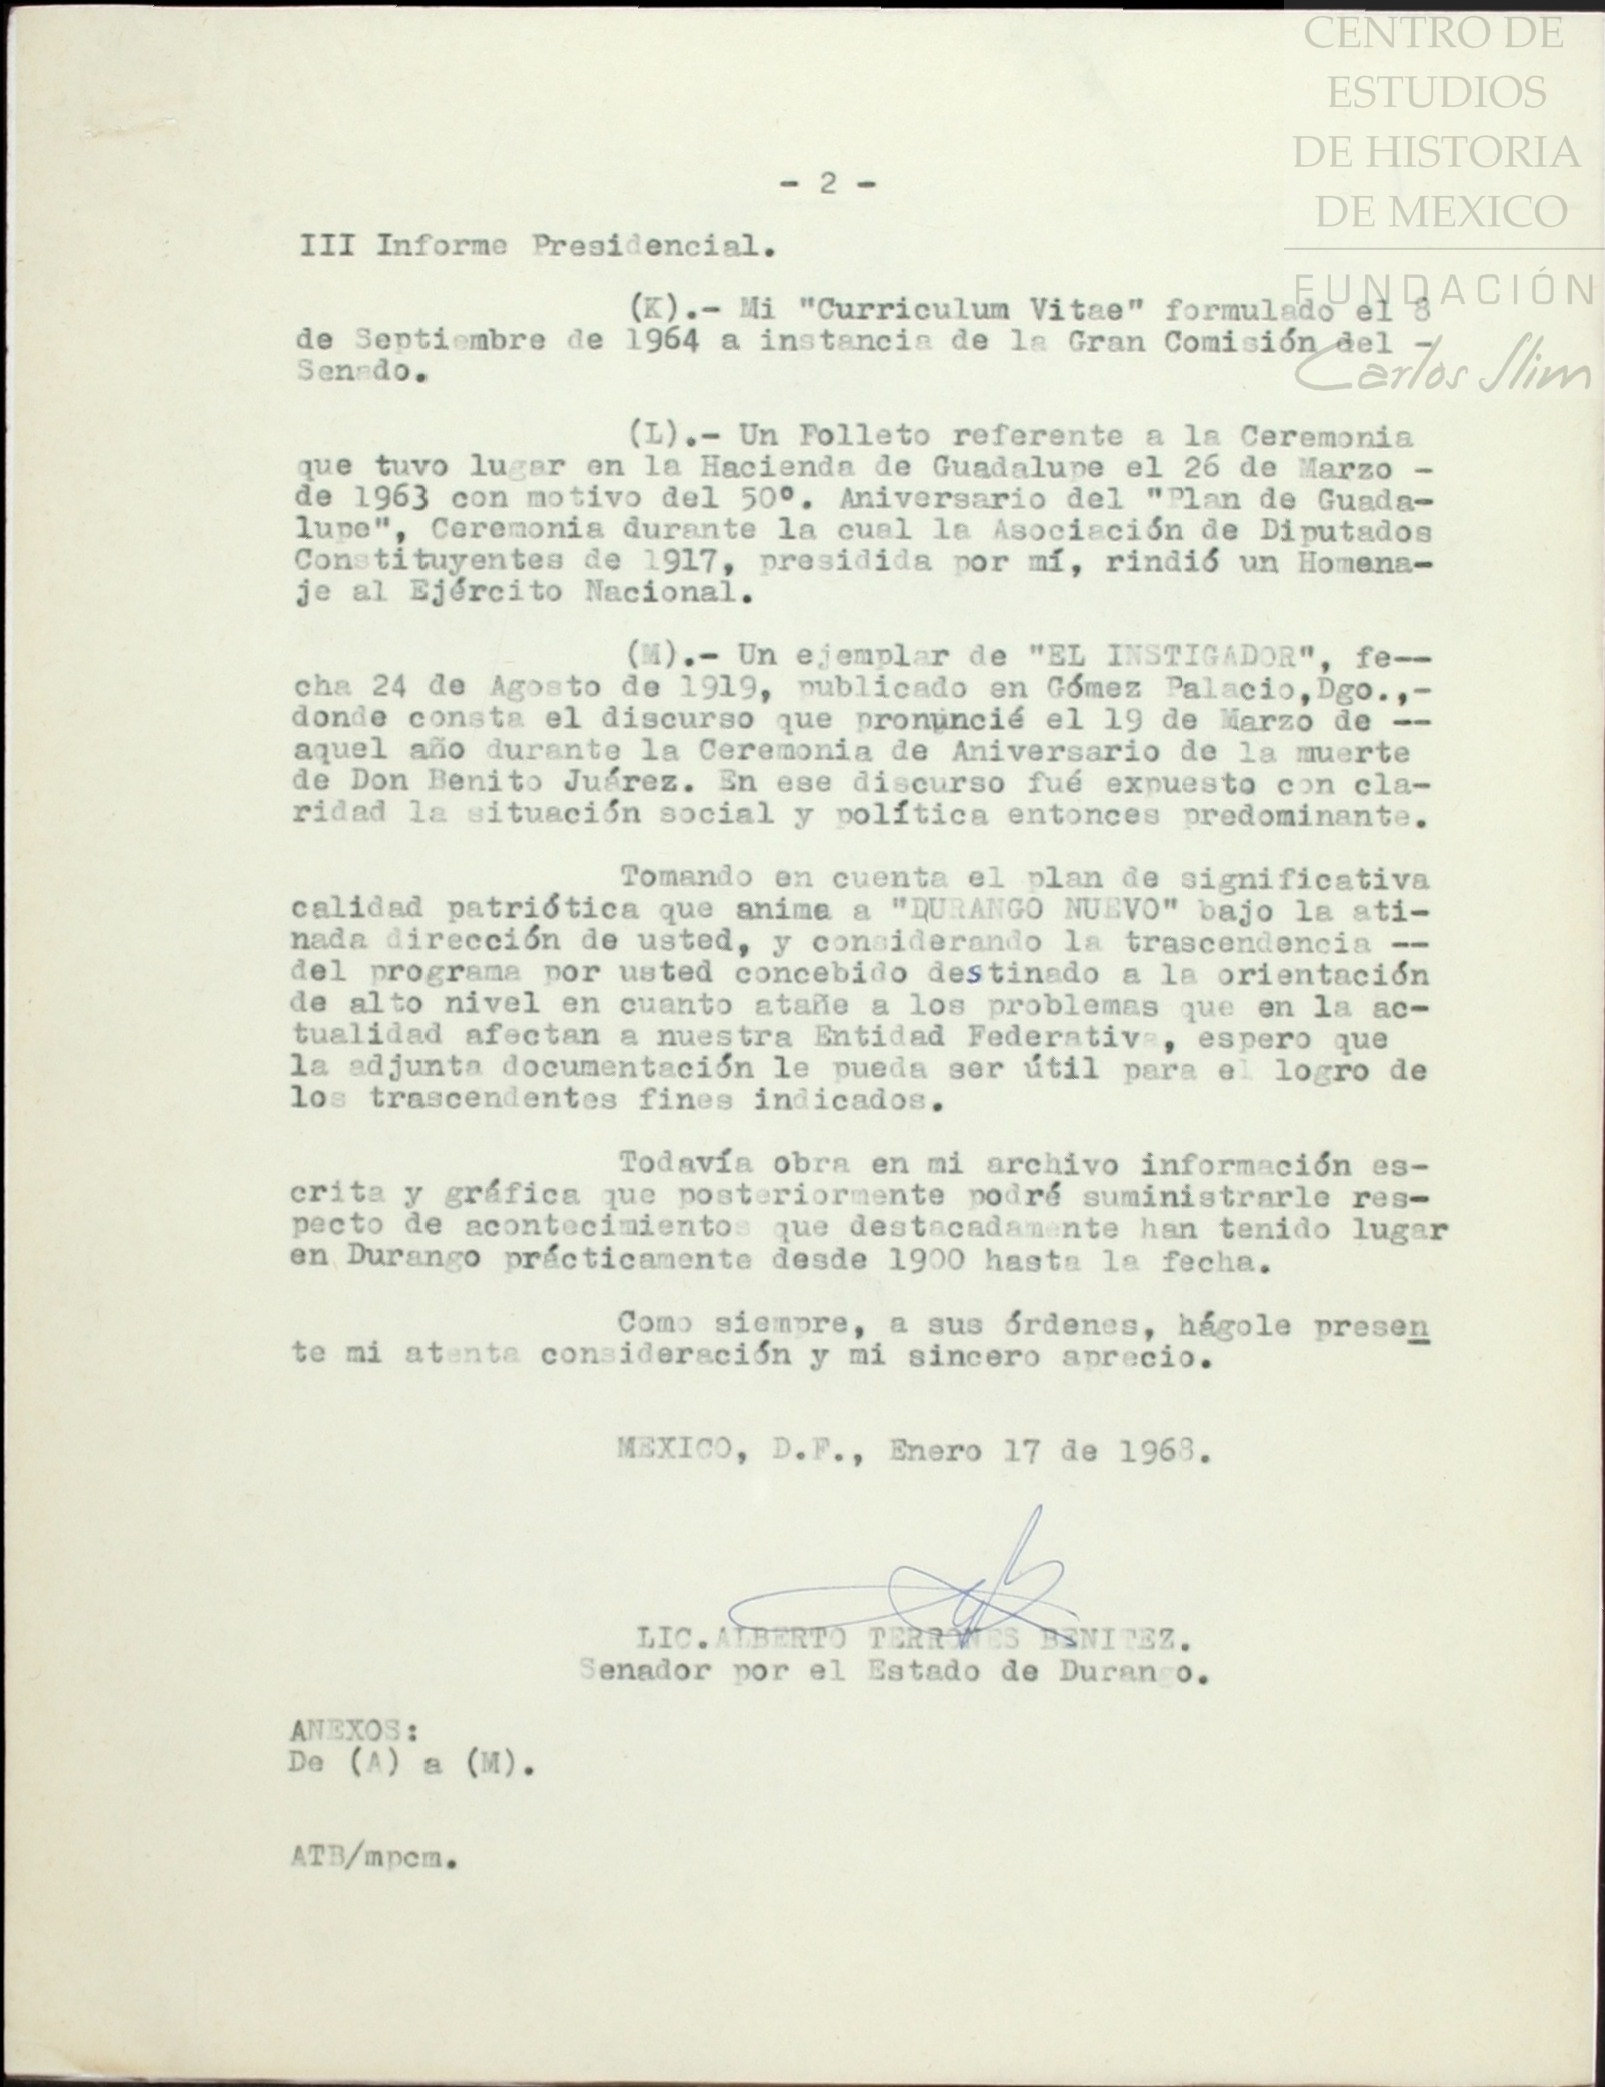 CENTRO DE
ESTUDIOS
DE HISTORIA
DE MEXICO
FUNDACIÓN
Carlos Slim
- 2 -
III Informe Presidencial.
(K).- Mi "Curriculum Vitae" formulado el 8
de Septiembre de 1964 a instancia de la Gran Comisión del -
Senado.
(L).- Un Folleto referente a la Ceremonia
que tuvo lugar en la Hacienda de Guadalupe el 26 de Marzo -
de 1963 con motivo del 50º. Aniversario del "Plan de Guada-
lupe", Ceremonia durante la cual la Asociación de Diputados
Constituyentes de 1917, presidida por mí, rindió un Homena-
je al Ejército Nacional.
(M).- Un ejemplar de "EL INSTIGADOR", fe--
cha 24 de Agosto de 1919, publicado en Gómez Palacio,Dgo.,-
donde consta el discurso que pronuncié el 19 de Marzo de --
aquel año durante la Ceremonia de Aniversario de la muerte
de Don Benito Juárez. En ese discurso fué expuesto con cla-
ridad la situación social y política entonces predominante.
Tomando en cuenta el plan de significativa
calidad patriótica que anima a "DURANGO NUEVO" bajo la ati-
nada dirección de usted, y considerando la trascendencia --
del programa por usted concebido destinado a la orientación
de alto nivel en cuanto atañe a los problemas que en la ac-
tualidad afectan a nuestra Entidad Federativa, espero que
la adjunta documentación le pueda ser útil para el logro de
los trascendentes fines indicados.
Todavía obra en mi archivo información es-
crita y gráfica que posteriormente podré suministrarle res-
pecto de acontecimientos que destacadamente han tenido lugar
en Durango prácticamente desde 1900 hasta la fecha.
Como siempre, a sus órdenes, hágole presen
te mi atenta consideración y mi sincero aprecio.
MEXICO, D.F., Enero 17 de 1968.
LIC.ALBERTO TERRONES BENITEZ.
Senador por el Estado de Durango.
ANEXOS:
De (A) a (M).
ATB/mpcm.